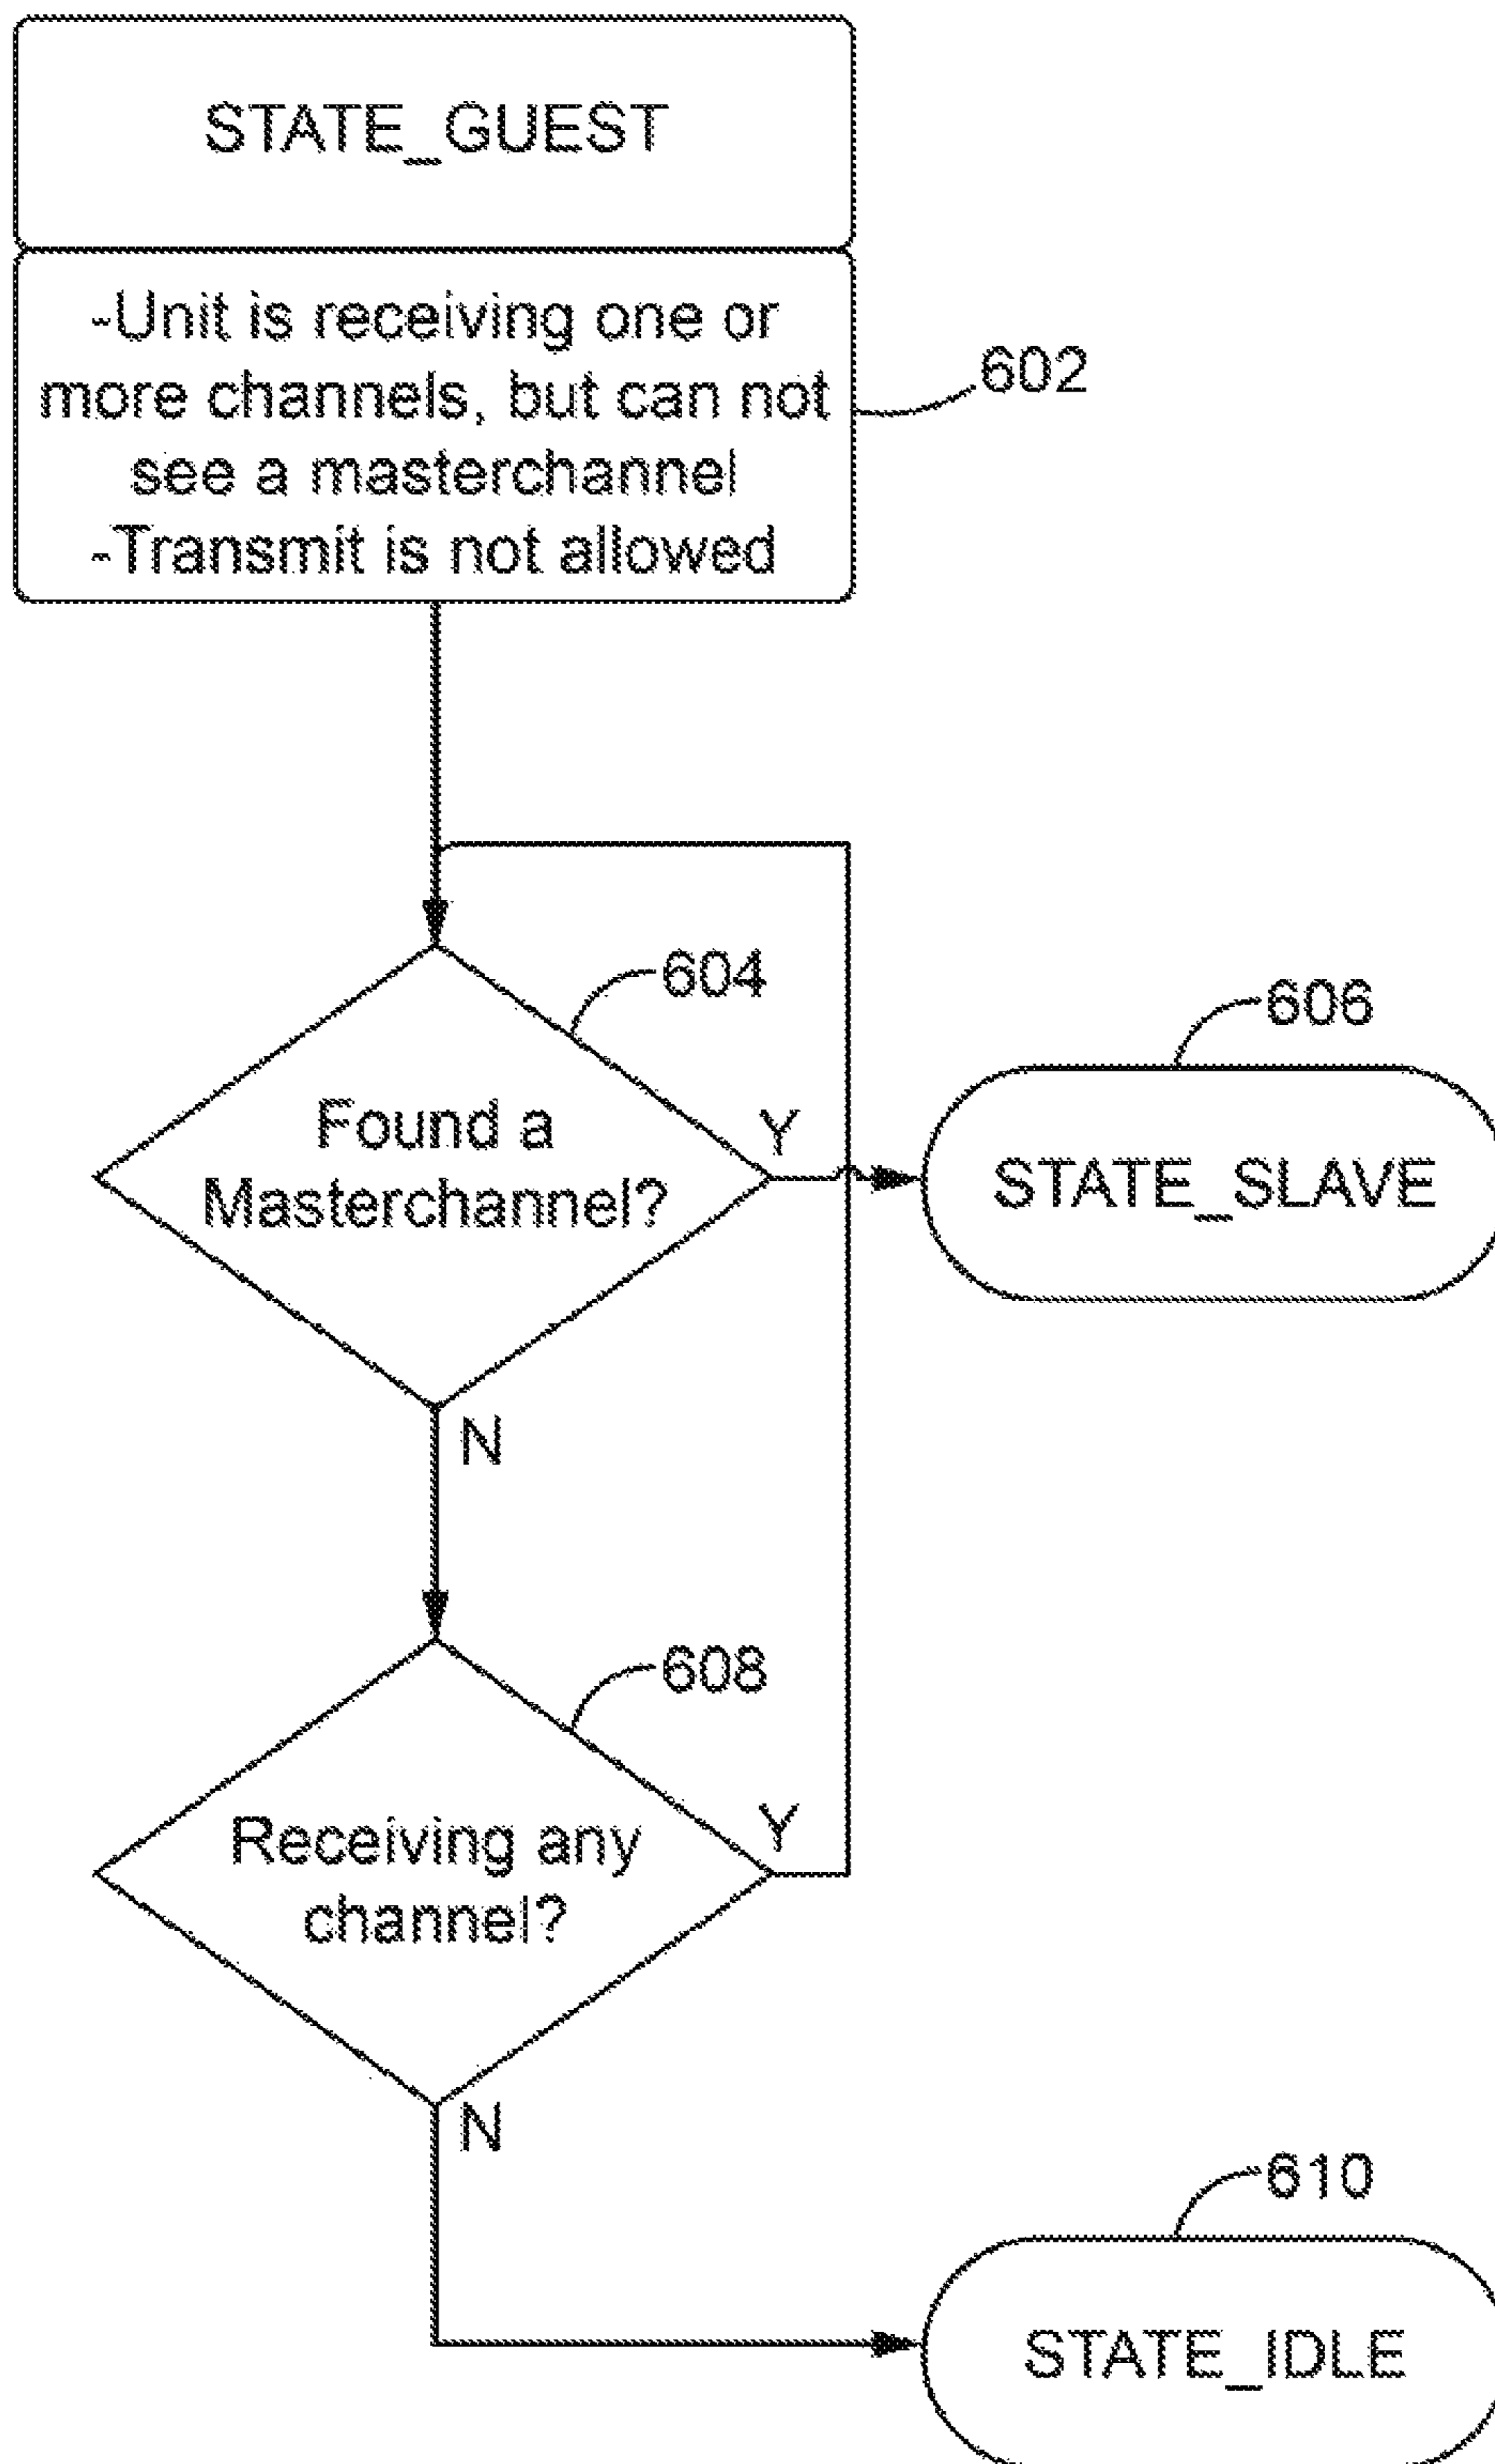 STATE_GUEST
-Unit is receiving one or
more channels, but can not
see a masterchannel
-Transmit is not allowed
602
604
606
Found a
Masterchannel?
Y
STATE_SLAVE
N
608
Receiving any
channel?
Y
N
610
STATE_IDLE